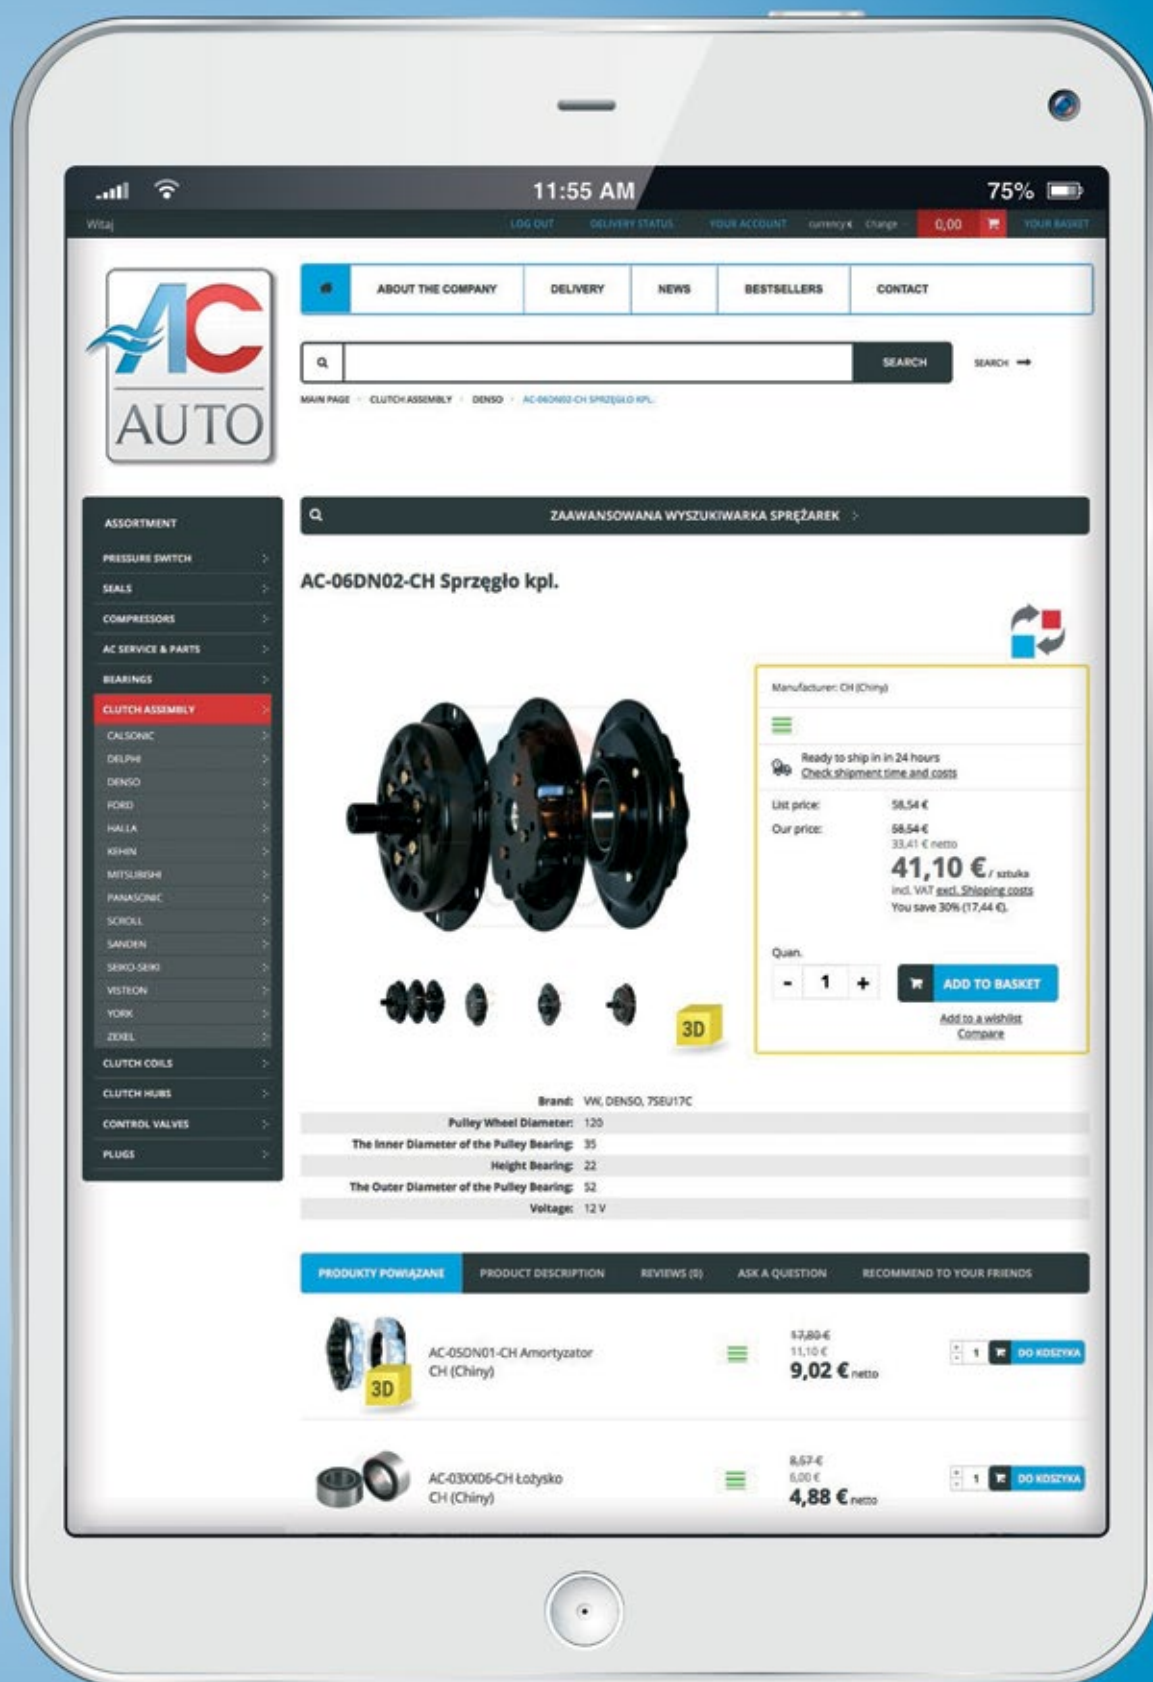 11:55 AM
75%
Witaj
LOG OUT
DELIVERY STATUS
YOUR ACCOUNT
currency €
change
0,00
YOUR BASKET
AC
AUTO
ABOUT THE COMPANY
DELIVERY
NEWS
BESTSELLERS
CONTACT
SEARCH
SEARCH
MAIN PAGE
CLUTCH ASSEMBLY
DENSO
AC-06DN02-CH SPRZĘGŁO KPL.
ASSORTMENT
PRESSURE SWITCH
SEALS
COMPRESSORS
AC SERVICE & PARTS
BEARINGS
CLUTCH ASSEMBLY
CALSONIC
DELPHI
DENSO
FORD
HALLA
KEHIN
MITSUBISHI
PANASONIC
SCROLL
SANDEN
SEIKO-SEIKI
VISTEON
YORK
ZEXEL
CLUTCH COILS
CLUTCH HUBS
CONTROL VALVES
PLUGS
ZAAWANSOWANA WYSZUKIWARKA SPRĘŻAREK
AC-06DN02-CH Sprzęgło kpl.
3D
Manufacturer: CH (Chiny)
Ready to ship in in 24 hours
Check shipment time and costs
List price: 58,54 €
Our price: 58,54 €
33,41 € netto
41,10 € / sztuka
incl. VAT excl. Shipping costs
You save 30% (17,44 €).
Quan.
- 1 +
ADD TO BASKET
Add to a wishlist
Compare
Brand: VW, DENSO, 7SEU17C
Pulley Wheel Diameter: 120
The Inner Diameter of the Pulley Bearing: 35
Height Bearing: 22
The Outer Diameter of the Pulley Bearing: 52
Voltage: 12 V
PRODUKTY POWIĄZANE
PRODUCT DESCRIPTION
REVIEWS (0)
ASK A QUESTION
RECOMMEND TO YOUR FRIENDS
3D
AC-05DN01-CH Amortyzator
CH (Chiny)
17,80 €
11,10 €
9,02 € netto
1
DO KOSZYKA
AC-03XX06-CH Łożysko
CH (Chiny)
8,57 €
6,00 €
4,88 € netto
1
DO KOSZYKA